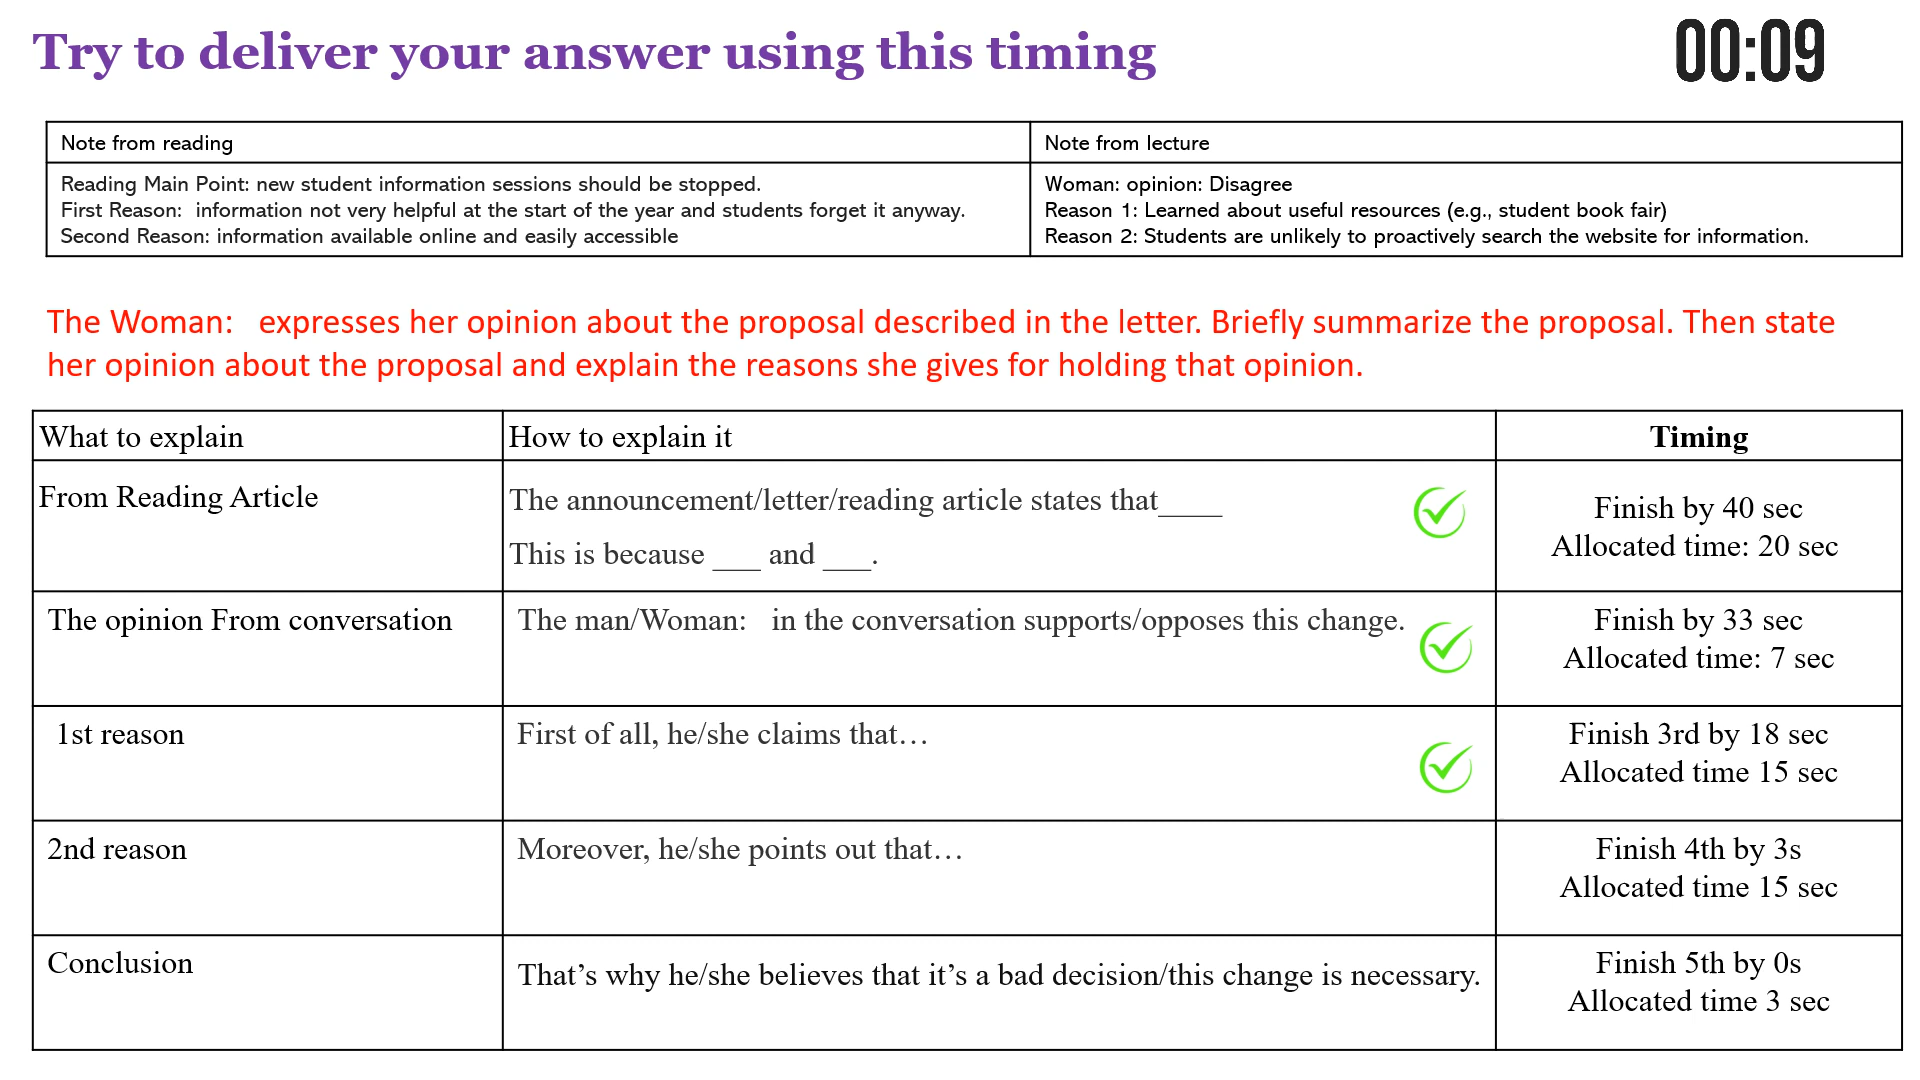 Try to deliver your answer using this timing
00:09
Note from reading
Note from lecture
Reading Main Point: new student information sessions should be stopped.
First Reason:  information not very helpful at the start of the year and students forget it anyway.
Second Reason: information available online and easily accessible
Woman: opinion: Disagree
Reason 1: Learned about useful resources (e.g., student book fair)
Reason 2: Students are unlikely to proactively search the website for information.
The Woman:   expresses her opinion about the proposal described in the letter. Briefly summarize the proposal. Then state
her opinion about the proposal and explain the reasons she gives for holding that opinion.
What to explain
How to explain it
Timing
From Reading Article
The announcement/letter/reading article states that____
This is because ___ and ___.
Finish by 40 sec
Allocated time: 20 sec
The opinion From conversation
The man/Woman:   in the conversation supports/opposes this change.
Finish by 33 sec
Allocated time: 7 sec
1st reason
First of all, he/she claims that…
Finish 3rd by 18 sec
Allocated time 15 sec
2nd reason
Moreover, he/she points out that…
Finish 4th by 3s
Allocated time 15 sec
Conclusion
That’s why he/she believes that it’s a bad decision/this change is necessary.
Finish 5th by 0s
Allocated time 3 sec